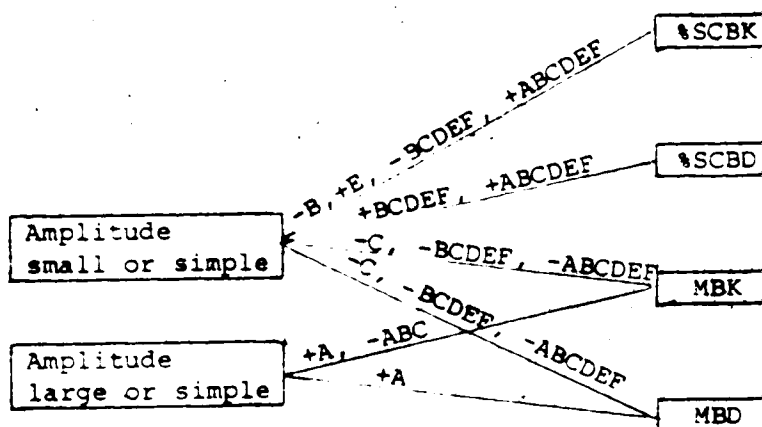 %SCBK
-B, +E, -BCDEF, +ABCDEF
%SCBD
+BCDEF, +ABCDEF
Amplitude
small or simple
-C, -BCDEF, -ABCDEF
-C, -BCDEF, -ABCDEF
MBK
Amplitude
large or simple
+A, -ABC
+A
MBD